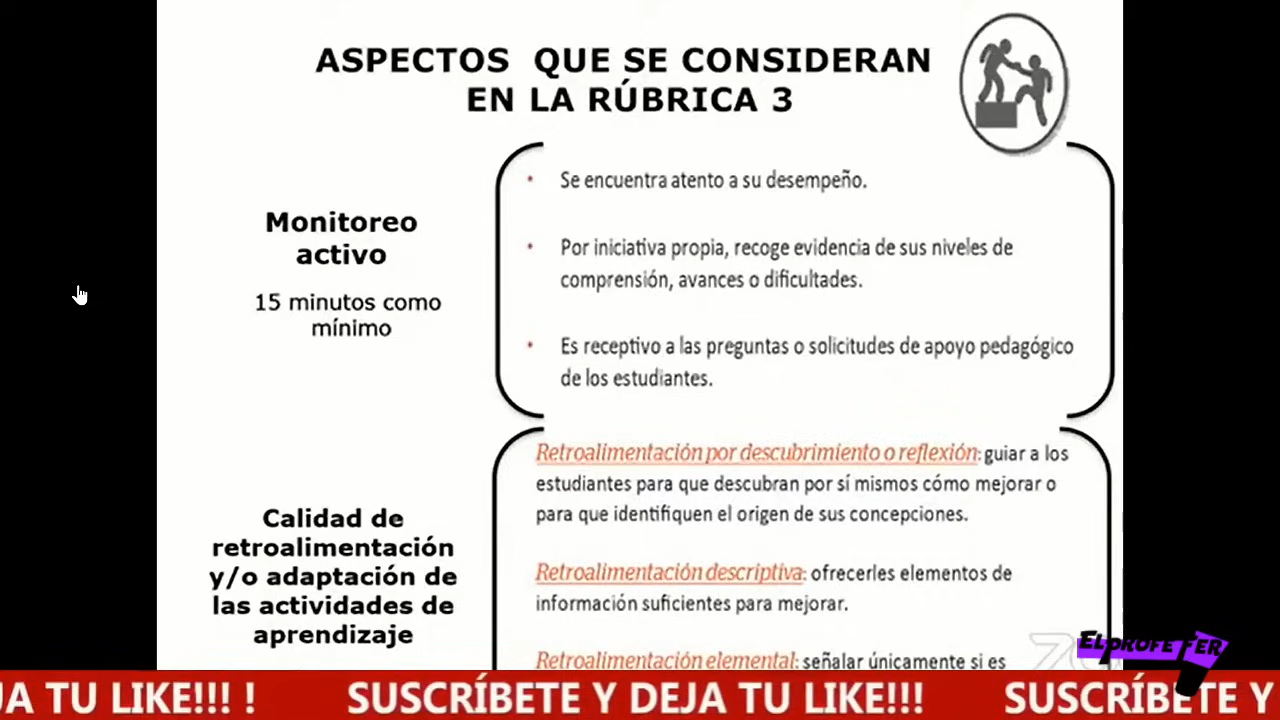 ASPECTOS QUE SE CONSIDERAN
EN LA RÚBRICA 3
Monitoreo
activo
15 minutos como
mínimo
• Se encuentra atento a su desempeño.
• Por iniciativa propia, recoge evidencia de sus niveles de
comprensión, avances o dificultades.
• Es receptivo a las preguntas o solicitudes de apoyo pedagógico
de los estudiantes.
Calidad de
retroalimentación
y/o adaptación de
las actividades de
aprendizaje
Retroalimentación por descubrimiento o reflexión: guiar a los
estudiantes para que descubran por sí mismos cómo mejorar o
para que identifiquen el origen de sus concepciones.
Retroalimentación descriptiva: ofrecerles elementos de
información suficientes para mejorar.
Retroalimentación elemental: señalar únicamente si es
ELPROFEFER
JA TU LIKE!!! ! SUSCRÍBETE Y DEJA TU LIKE!!! SUSCRÍBETE Y